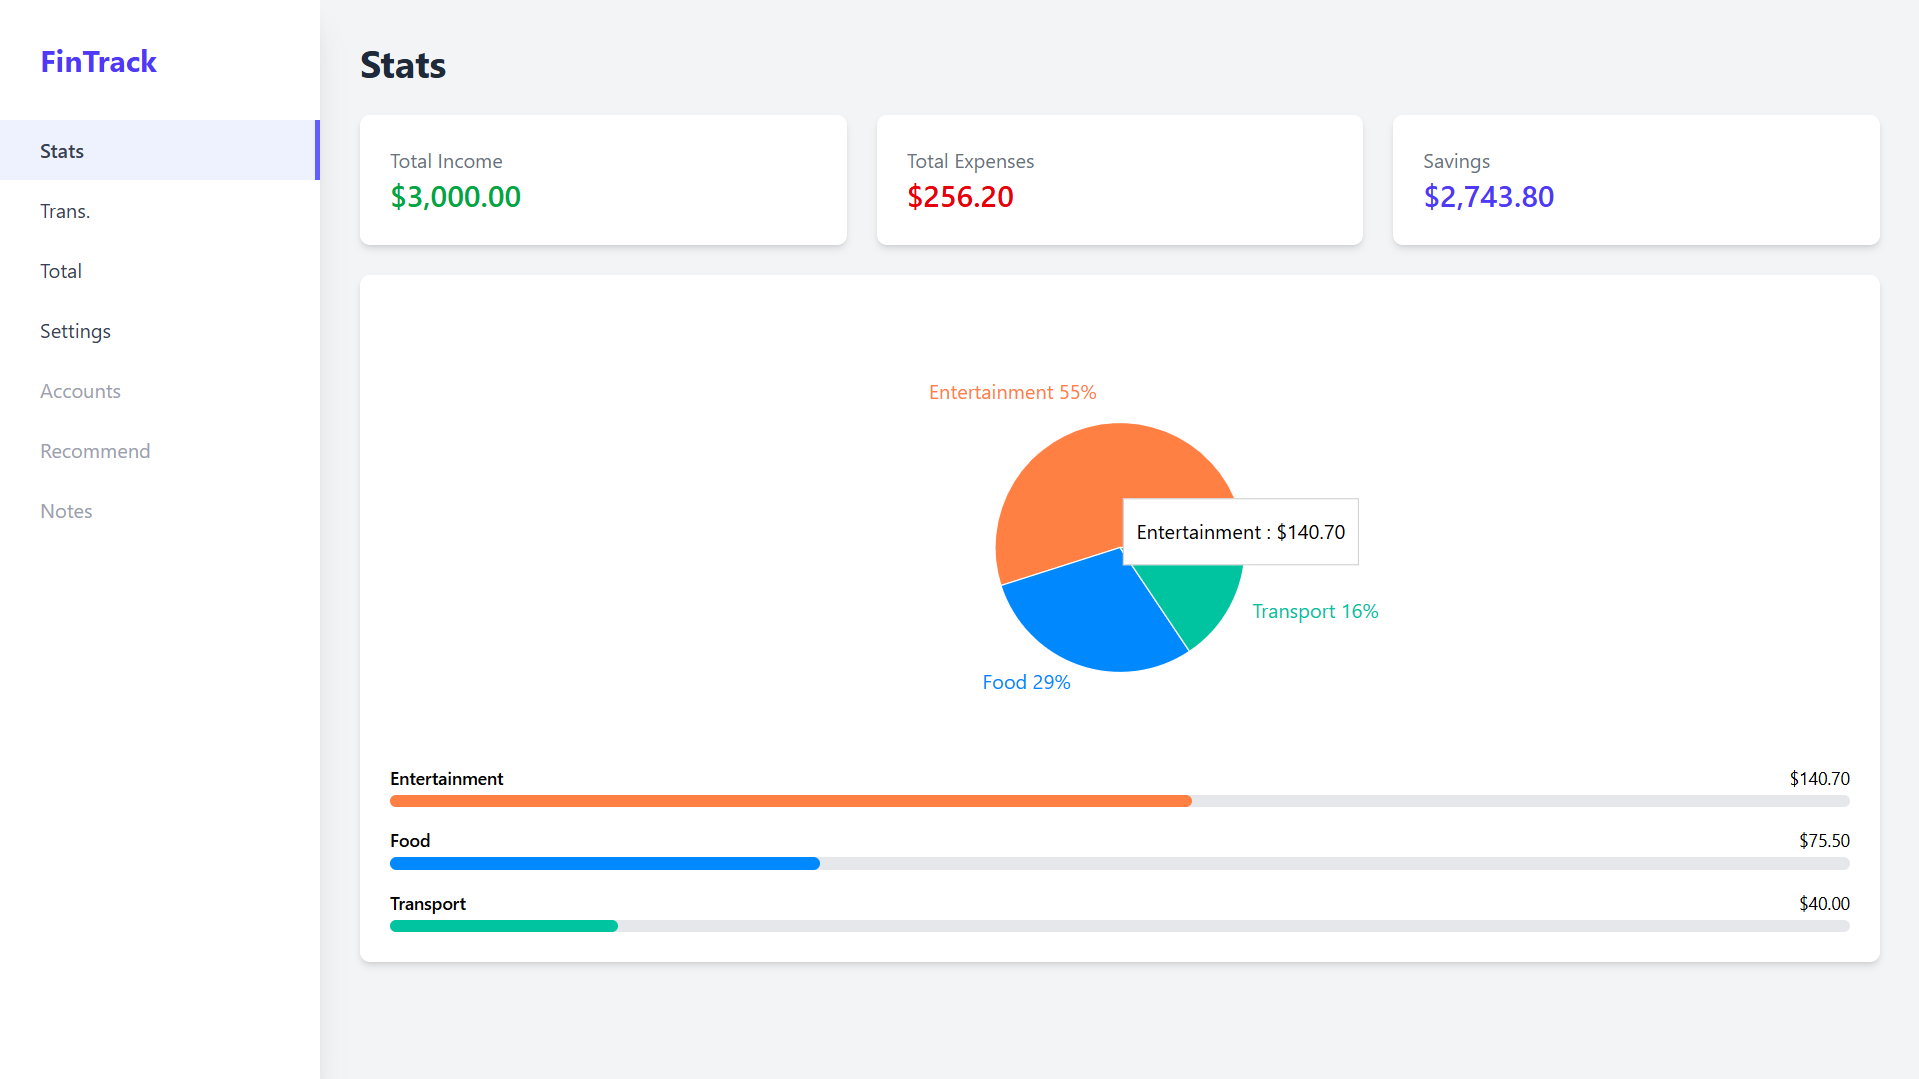 FinTrack
Stats
Trans.
Total
Settings
Accounts
Recommend
Notes
Stats
Total Income
$3,000.00
Total Expenses
$256.20
Savings
$2,743.80
Entertainment 55%
Entertainment : $140.70
Transport 16%
Food 29%
Entertainment $140.70
Food $75.50
Transport $40.00